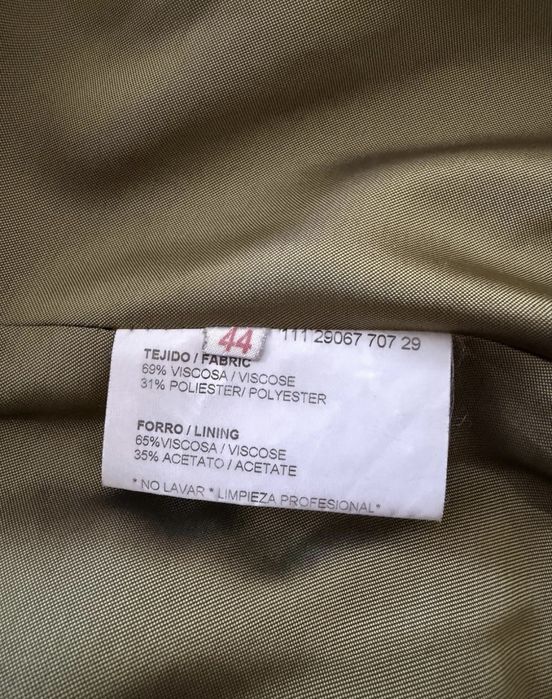 44
111 29067 707 29
TEJIDO / FABRIC
69% VISCOSA / VISCOSE
31% POLIESTER/ POLYESTER
FORRO / LINING
65%VISCOSA / VISCOSE
35% ACETATO / ACETATE
* NO LAVAR * LIMPIEZA PROFESIONAL*